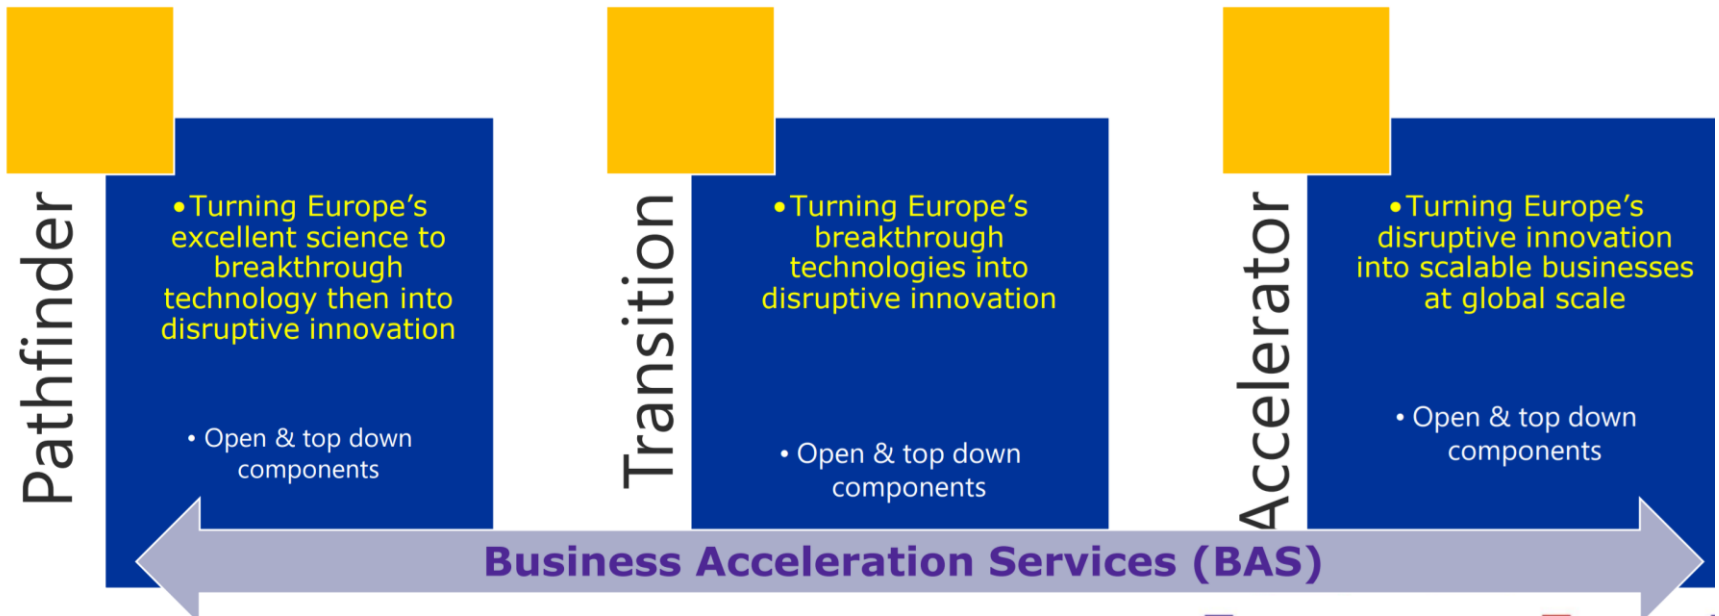 Pathfinder
•Turning Europe's
excellent science to
breakthrough
technology then into
disruptive innovation
• Open & top down
components
Transition
•Turning Europe's
breakthrough
technologies into
disruptive innovation
• Open & top down
components
Accelerator
•Turning Europe's
disruptive innovation
into scalable businesses
at global scale
• Open & top down
components
Business Acceleration Services (BAS)